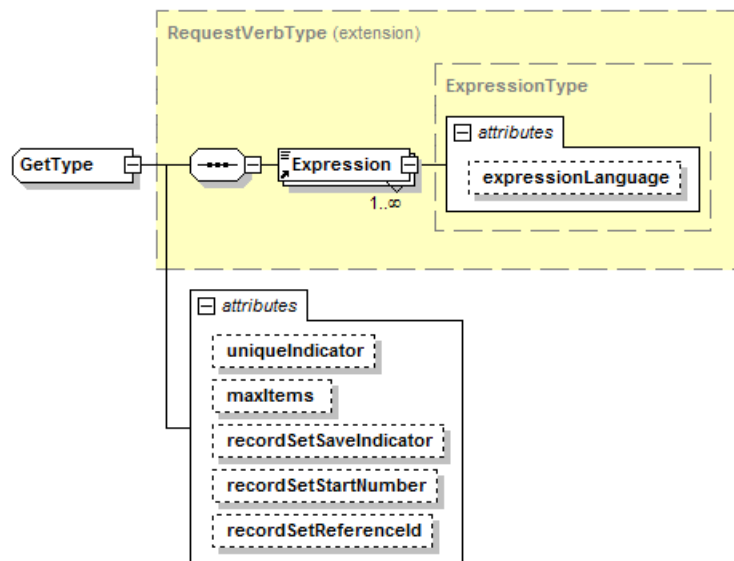 RequestVerbType (extension)
ExpressionType
attributes
GetType
Expression
expressionLanguage
1..∞
attributes
uniqueIndicator
maxItems
recordSetSaveIndicator
recordSetStartNumber
recordSetReferenceId